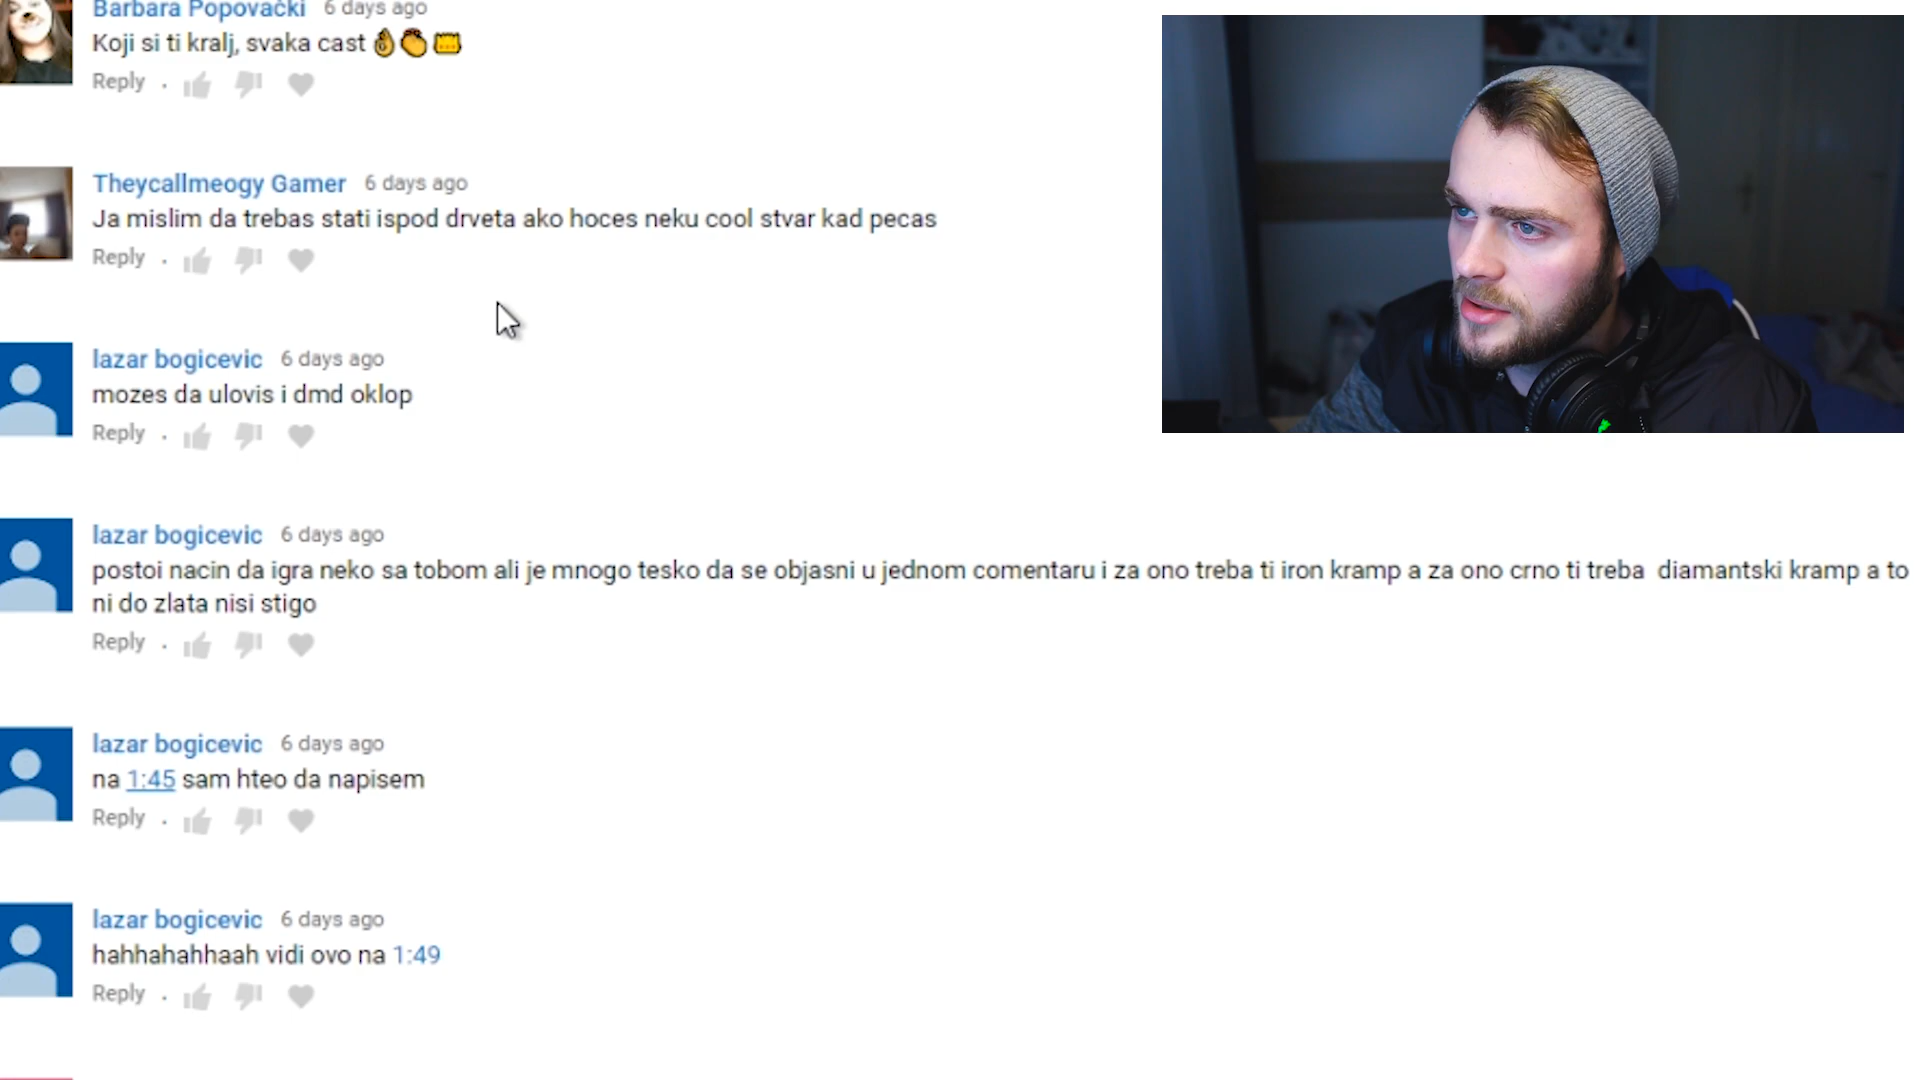 Barbara Popovački 6 days ago
Koji si ti kralj, svaka cast
Reply
Theycallmeogy Gamer 6 days ago
Ja mislim da trebas stati ispod drveta ako hoces neku cool stvar kad pecas
Reply
lazar bogicevic 6 days ago
mozes da ulovis i dmd oklop
Reply
lazar bogicevic 6 days ago
postoi nacin da igra neko sa tobom ali je mnogo tesko da se objasni u jednom comentaru i za ono treba ti iron kramp a za ono crno ti treba diamantski kramp a to
ni do zlata nisi stigo
Reply
lazar bogicevic 6 days ago
na 1:45 sam hteo da napisem
Reply
lazar bogicevic 6 days ago
hahhahahhaah vidi ovo na 1:49
Reply